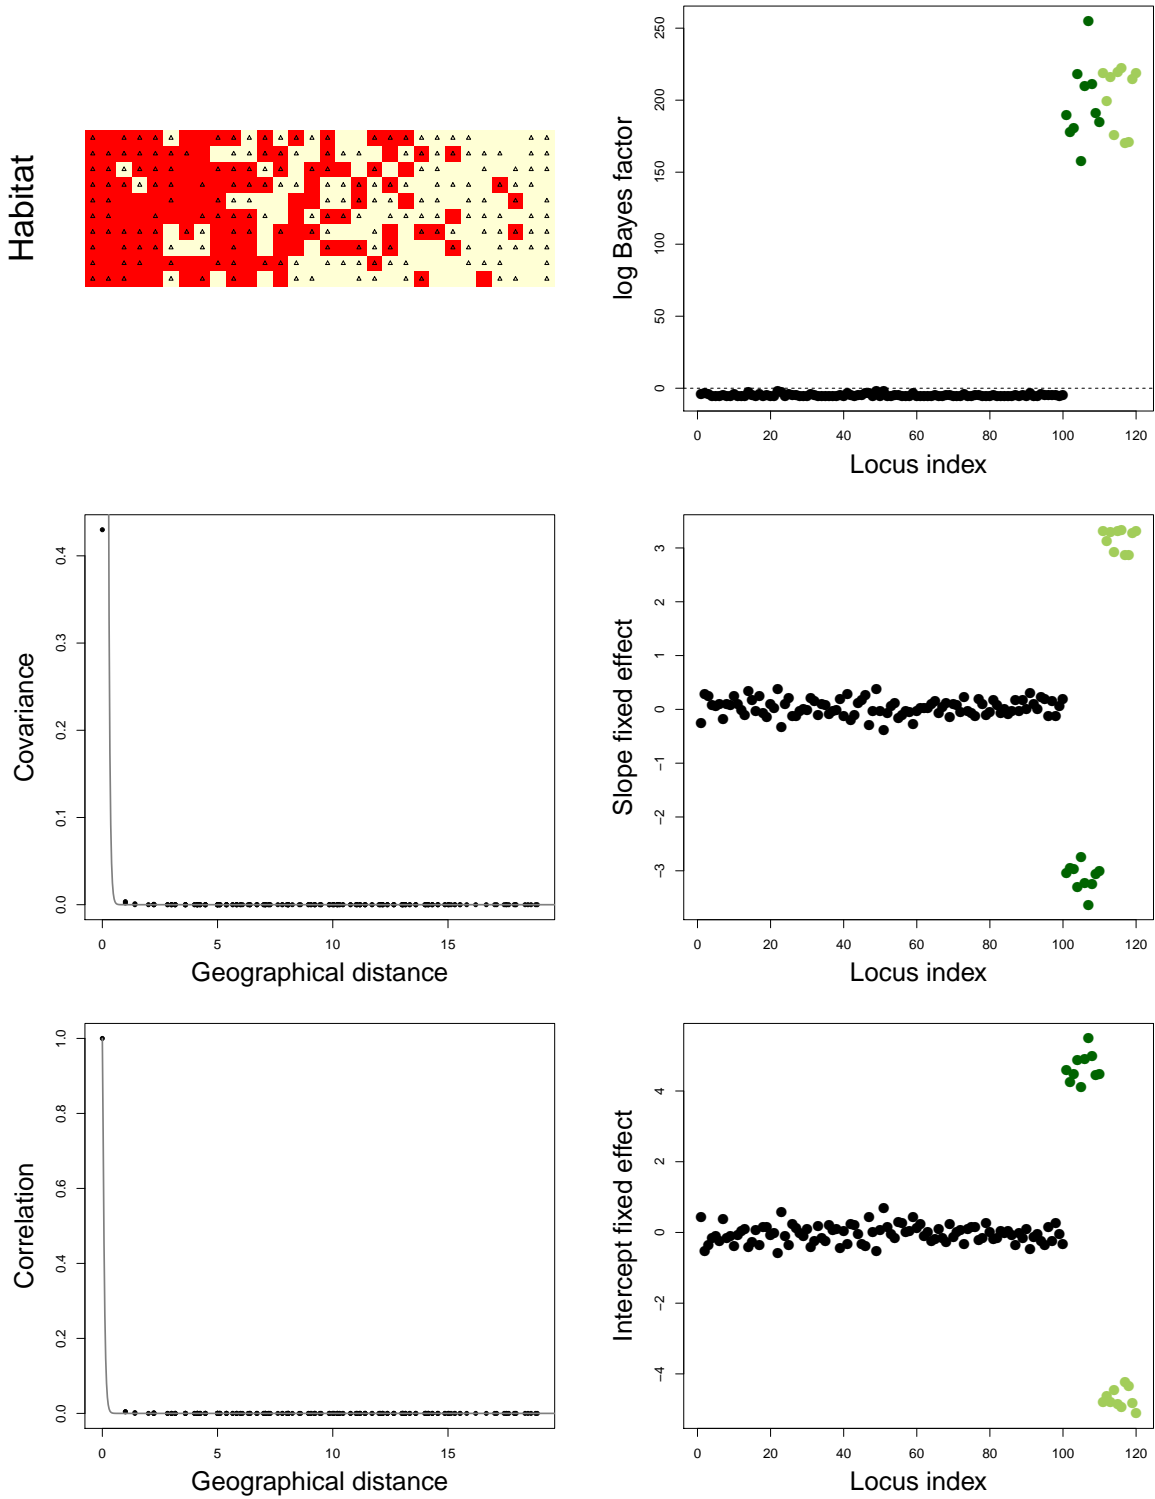 Habitat
log Bayes factor
250
200
150
100
50
0
0 20 40 60 80 100 120
Locus index
Covariance
0.4
0.3
0.2
0.1
0.0
0 5 10 15
Geographical distance
Slope fixed effect
3
2
1
0
−1
−2
−3
0 20 40 60 80 100 120
Locus index
Correlation
1.0
0.8
0.6
0.4
0.2
0.0
0 5 10 15
Geographical distance
Intercept fixed effect
4
2
0
−2
−4
0 20 40 60 80 100 120
Locus index